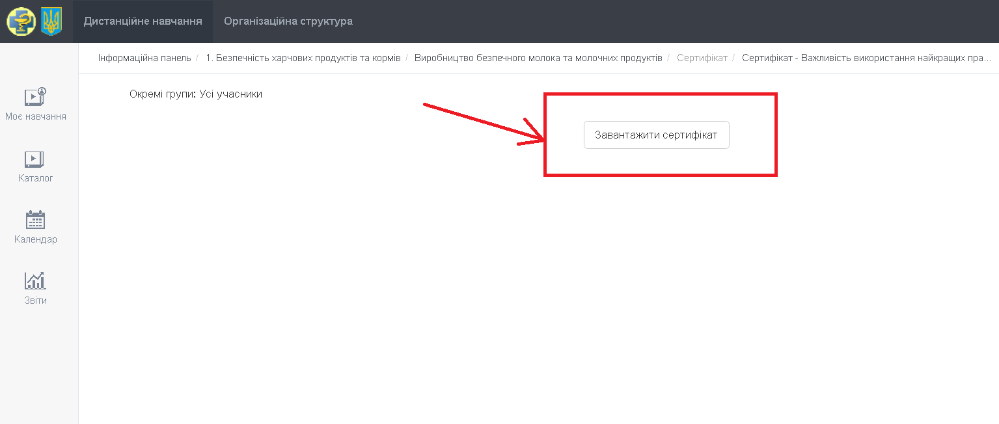 Дистанційне навчання
Організаційна структура
Інформаційна панель / 1. Безпечність харчових продуктів та кормів / Виробництво безпечного молока та молочних продуктів / Сертифікат / Сертифікат - Важливість використання найкращих пра...
Окремі групи: Усі учасники
Завантажити сертифікат
Моє навчання
Каталог
Календар
Звіти